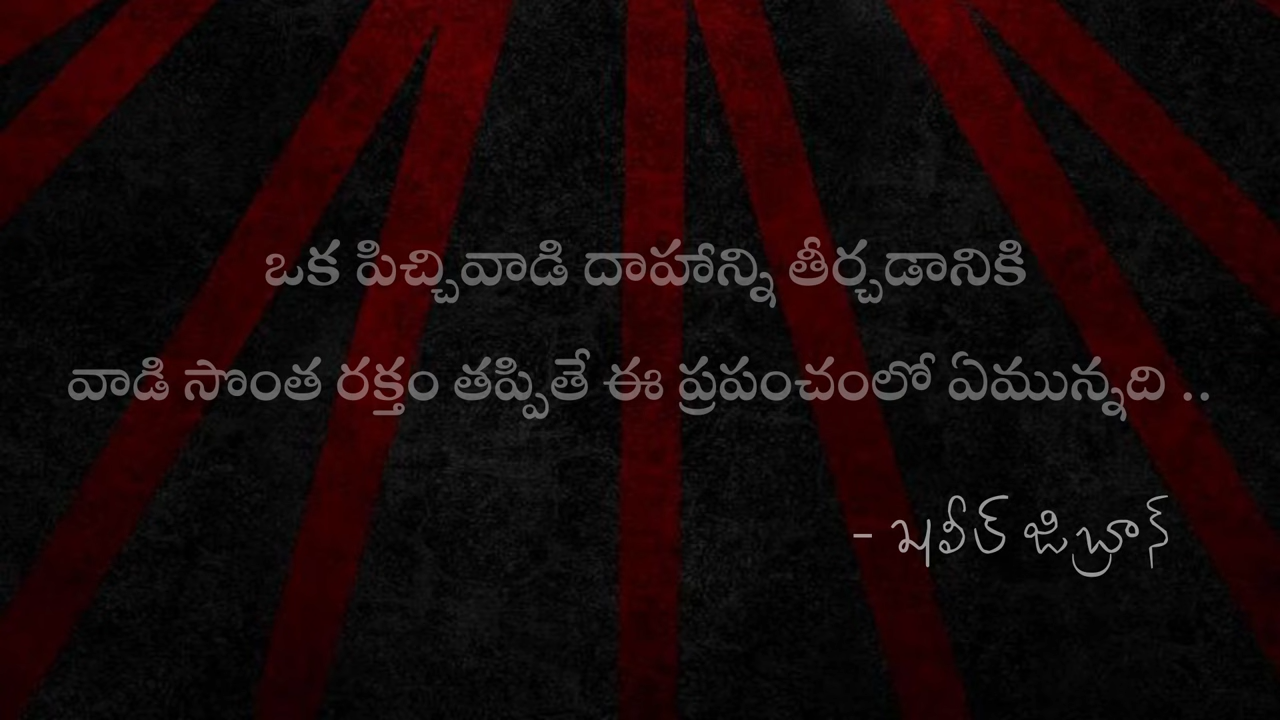 ఒక పిచ్చివాడి దాహాన్ని తీర్చడానికి
వాడి సొంత రక్తం తప్పితే ఈ ప్రపంచంలో ఏమున్నది ..
- ఖలీల్ జిబ్రాన్